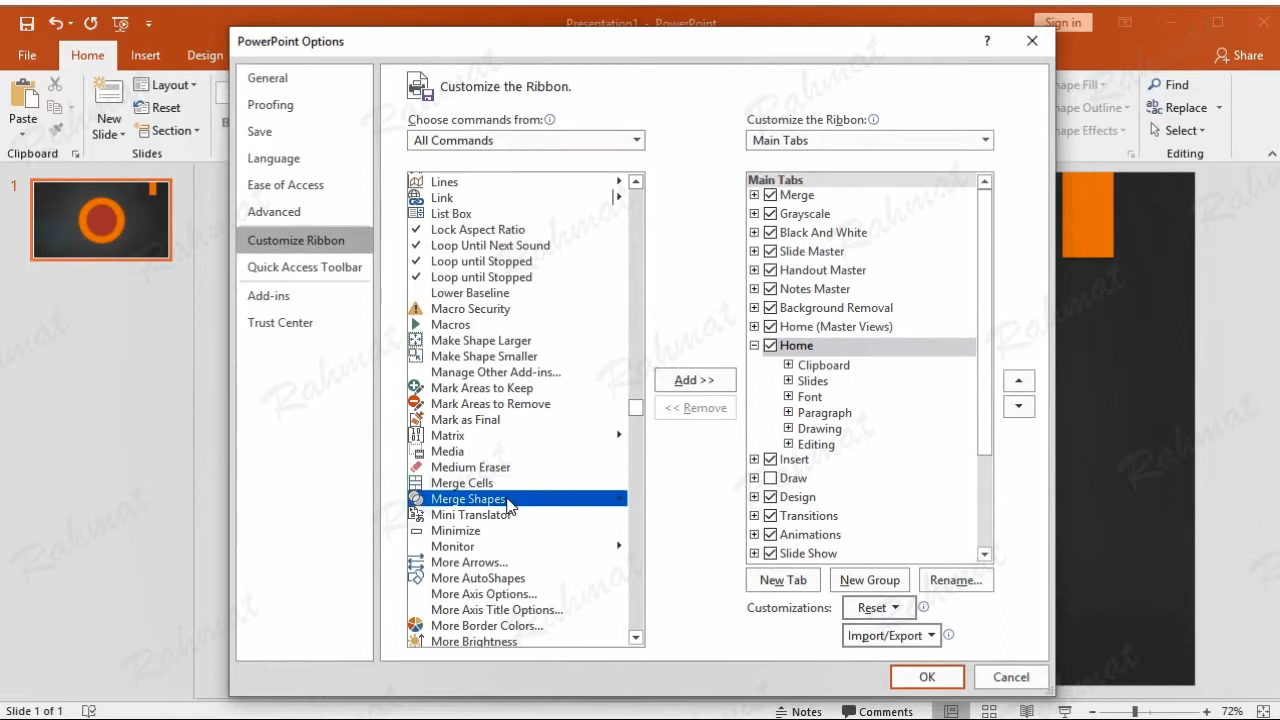 Presentation1 - PowerPoint
Sign in
File
Home
Insert
Design
Share
Paste
New
Slide
Layout
Reset
Section
Clipboard
Slides
Find
Replace
Select
Editing
Shape Effects
1
PowerPoint Options
?
General
Proofing
Save
Language
Ease of Access
Advanced
Customize Ribbon
Quick Access Toolbar
Add-ins
Trust Center
Customize the Ribbon.
Choose commands from:
All Commands
Lines
Link
List Box
Lock Aspect Ratio
Loop Until Next Sound
Loop until Stopped
Loop until Stopped
Lower Baseline
Macro Security
Macros
Make Shape Larger
Make Shape Smaller
Manage Other Add-ins...
Mark Areas to Keep
Mark Areas to Remove
Mark as Final
Matrix
Media
Medium Eraser
Merge Cells
Merge Shapes
Mini Translator
Minimize
Monitor
More Arrows...
More AutoShapes
More Axis Options...
More Axis Title Options...
More Border Colors...
More Brightness
Add >>
<< Remove
Customize the Ribbon:
Main Tabs
Main Tabs
Merge
Grayscale
Black And White
Slide Master
Handout Master
Notes Master
Background Removal
Home (Master Views)
Home
Clipboard
Slides
Font
Paragraph
Drawing
Editing
Insert
Draw
Design
Transitions
Animations
Slide Show
New Tab
New Group
Rename...
Customizations:
Reset
Import/Export
OK
Cancel
Slide 1 of 1
Notes
Comments
72%
Rahmat